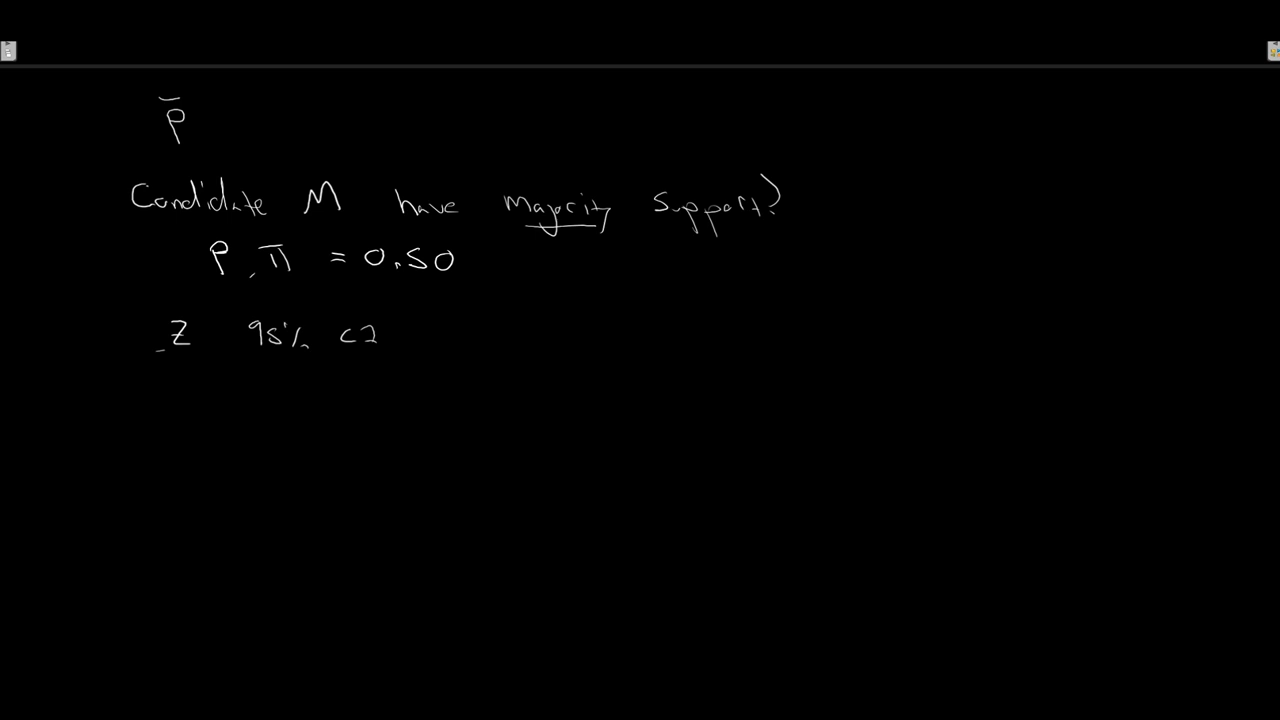 p̄
Candidate M have majority support?
P, π = 0.50
Z 95% CI